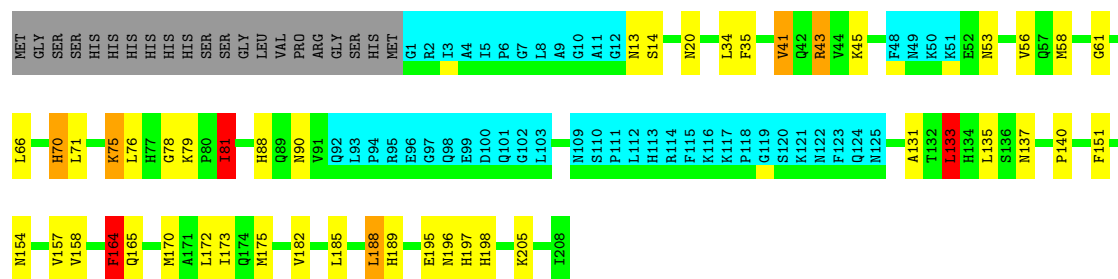 MET GLY SER SER HIS HIS HIS HIS HIS HIS SER SER GLY LEU VAL PRO ARG GLY SER HIS MET G1 R2 I3 A4 I5 P6 G7 L8 A9 G10 A11 G12 N13 S14 N20 L34 F35 V41 Q42 R43 V44 K45 F48 N49 K50 K51 E52 N53 V56 Q57 M58 G61
L66 H70 L71 K75 L76 H77 G78 K79 P80 I81 H88 Q89 N90 V91 Q92 L93 P94 R95 E96 G97 Q98 E99 D100 Q101 G102 L103 N109 S110 P111 L112 H113 R114 F115 K116 K117 P118 G119 S120 K121 N122 F123 Q124 N125 A131 T132 L133 H134 L135 S136 N137 P140 F151
N154 V157 V158 F164 Q165 M170 A171 L172 I173 Q174 M175 V182 L185 L188 H189 E195 N196 H197 H198 K205 I208